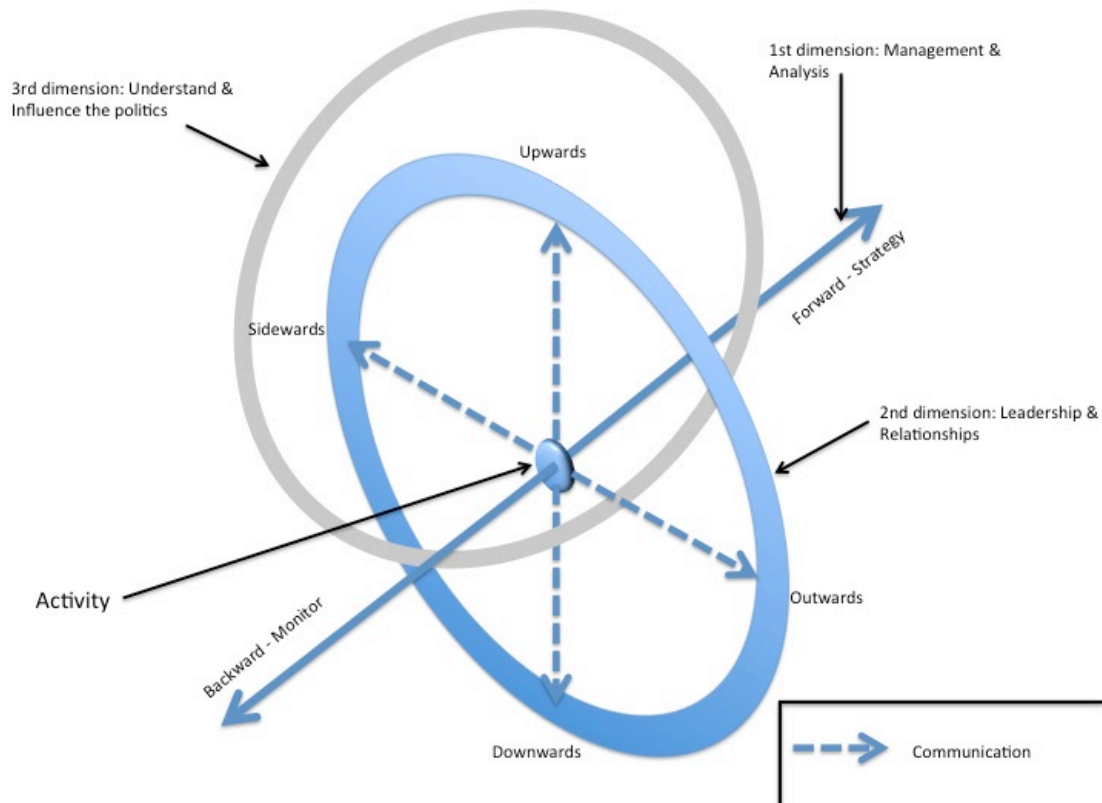 1st dimension: Management &
Analysis
3rd dimension: Understand &
Influence the politics
Upwards
Forward - Strategy
Sidewards
2nd dimension: Leadership &
Relationships
Activity
Outwards
Backward - Monitor
Downwards
Communication